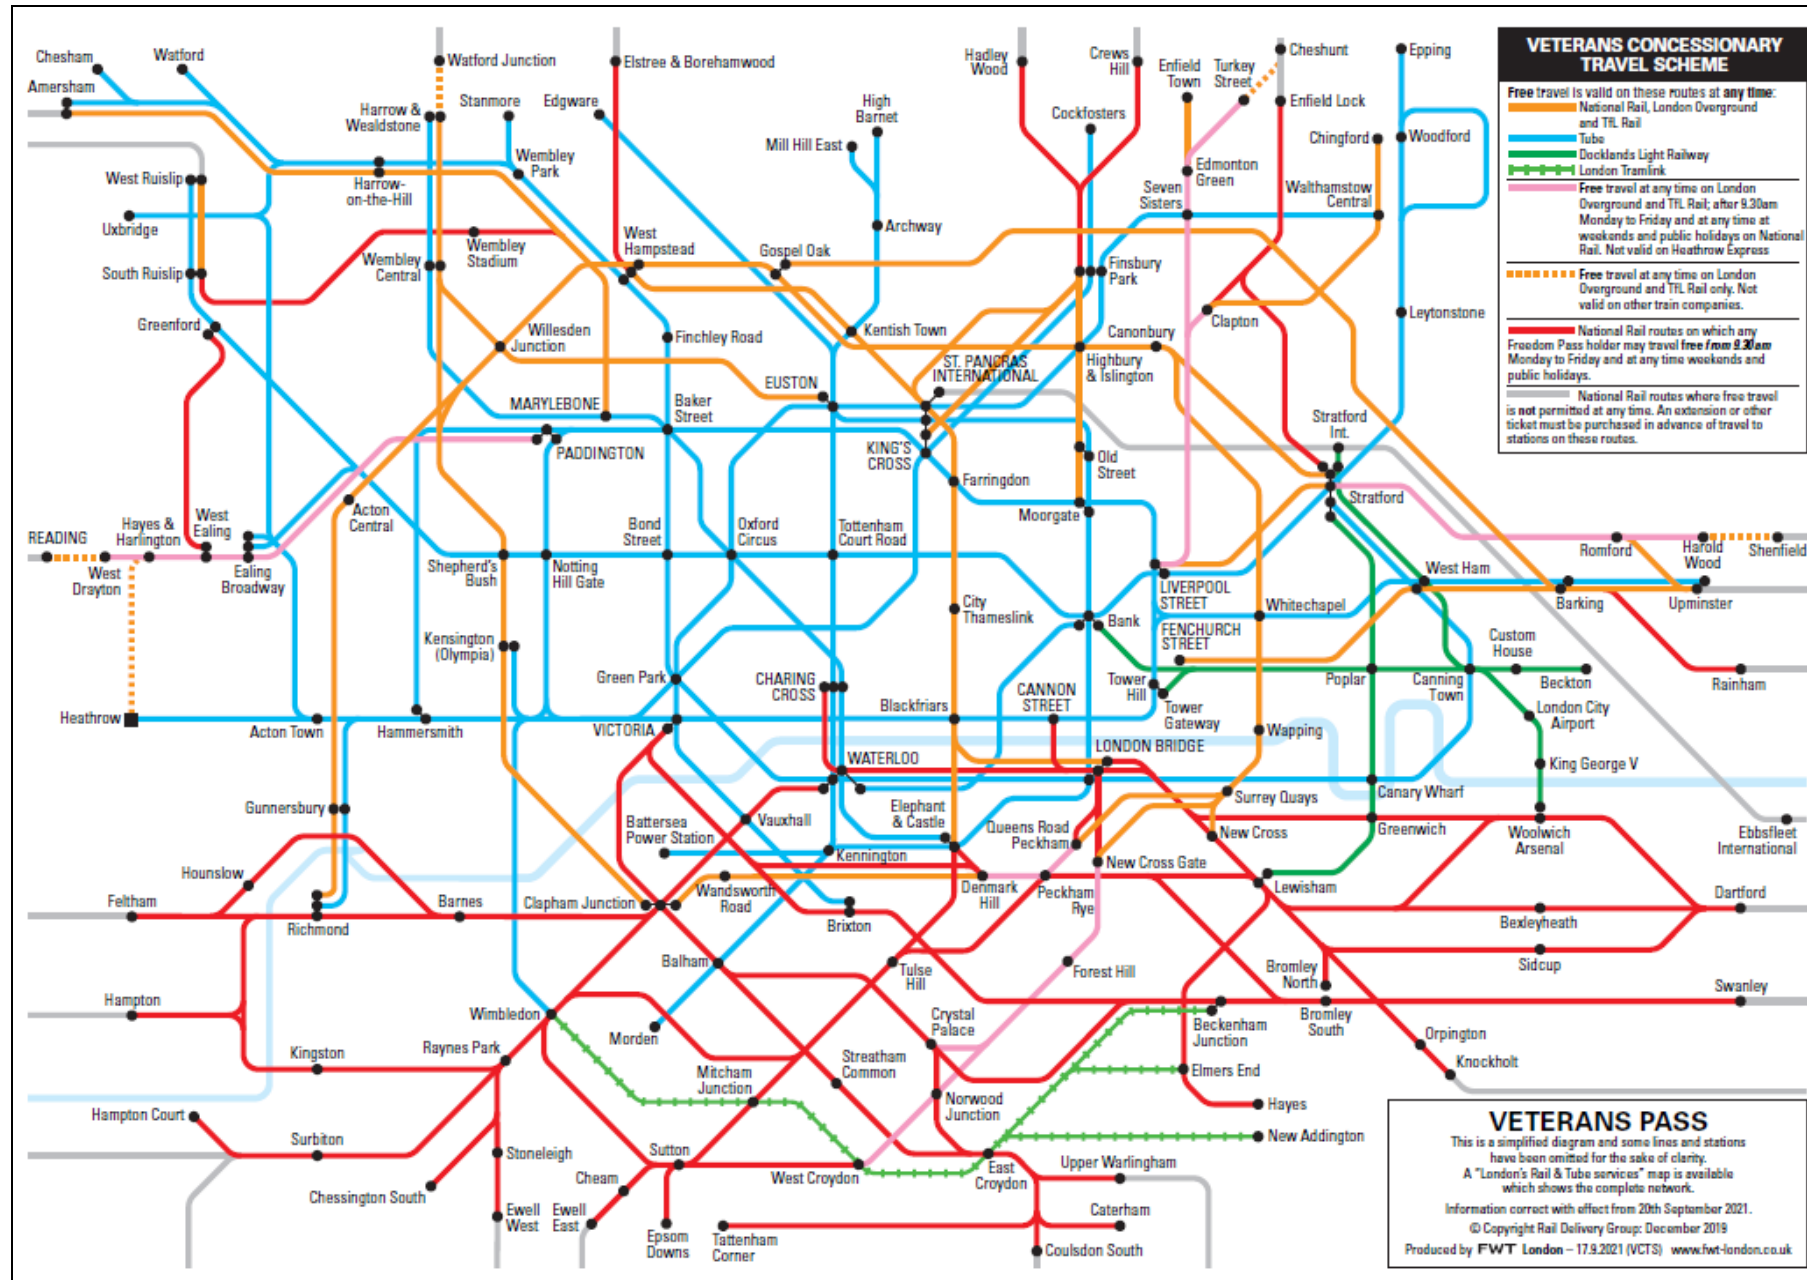 Chesham
Watford
Amersham
Watford Junction
Elstree & Borehamwood
Hadley
Wood
Crews
Hill
Enfield
Town
Turkey
Street
Cheshunt
Epping
Harrow &
Wealdstone
Stanmore
Edgware
High
Barnet
Cockfosters
Enfield Lock
Mill Hill East
Chingford
Woodford
Wembley
Park
West Ruislip
Harrow-
on-the-Hill
Edmonton
Green
Seven
Sisters
Walthamstow
Central
Uxbridge
Archway
Wembley
Stadium
West
Hampstead
Gospel Oak
Wembley
Central
South Ruislip
Finsbury
Park
Greenford
Willesden
Junction
Finchley Road
Kentish Town
Canonbury
Clapton
Leytonstone
Highbury
& Islington
ST. PANCRAS
INTERNATIONAL
EUSTON
MARYLEBONE
Baker
Street
Stratford
Int.
PADDINGTON
KING'S
CROSS
Old
Street
Farringdon
Stratford
Acton
Central
Moorgate
READING
Hayes &
Harlington
West
Ealing
Bond
Street
Oxford
Circus
Tottenham
Court Road
Romford
Harold
Wood
Shenfield
West
Drayton
Ealing
Broadway
Shepherd's
Bush
Notting
Hill Gate
LIVERPOOL
STREET
West Ham
Barking
Upminster
City
Thameslink
Whitechapel
Bank
FENCHURCH
STREET
Kensington
(Olympia)
Custom
House
Green Park
CHARING
CROSS
CANNON
STREET
Tower
Hill
Poplar
Canning
Town
Beckton
Rainham
Heathrow
Acton Town
Hammersmith
VICTORIA
Blackfriars
Tower
Gateway
London City
Airport
Wapping
WATERLOO
LONDON BRIDGE
King George V
Gunnersbury
Battersea
Power Station
Vauxhall
Elephant
& Castle
Queens Road
Peckham
Surrey Quays
Canary Wharf
New Cross
Greenwich
Woolwich
Arsenal
Ebbsfleet
International
Hounslow
Kennington
New Cross Gate
Feltham
Barnes
Clapham Junction
Wandsworth
Road
Denmark
Hill
Peckham
Rye
Lewisham
Dartford
Richmond
Brixton
Bexleyheath
Balham
Tulse
Hill
Forest Hill
Bromley
North
Sidcup
Hampton
Wimbledon
Swanley
Crystal
Palace
Beckenham
Junction
Bromley
South
Morden
Raynes Park
Orpington
Kingston
Mitcham
Junction
Streatham
Common
Elmers End
Knockholt
Norwood
Junction
Hayes
Hampton Court
Surbiton
Stoneleigh
Sutton
New Addington
Chessington South
Cheam
West Croydon
East
Croydon
Upper Warlingham
Ewell
West
Ewell
East
Epsom
Downs
Tattenham
Corner
Caterham
Coulsdon South
VETERANS CONCESSIONARY
TRAVEL SCHEME
Free travel is valid on these routes at any time:
National Rail, London Overground
and TfL Rail
Tube
Docklands Light Railway
London Tramlink
Free travel at any time on London
Overground and TfL Rail; after 9.30am
Monday to Friday and at any time at
weekends and public holidays on National
Rail. Not valid on Heathrow Express
Free travel at any time on London
Overground and TfL Rail only. Not
valid on other train companies.
National Rail routes on which any
Freedom Pass holder may travel free from 9.30am
Monday to Friday and at any time weekends and
public holidays.
National Rail routes where free travel
is not permitted at any time. An extension or other
ticket must be purchased in advance of travel to
stations on these routes.
VETERANS PASS
This is a simplified diagram and some lines and stations
have been omitted for the sake of clarity.
A "London's Rail & Tube services" map is available
which shows the complete network.
Information correct with effect from 20th September 2021.
© Copyright Rail Delivery Group: December 2019
Produced by FWT London – 17.9.2021 (VCTS) www.fwt-london.co.uk